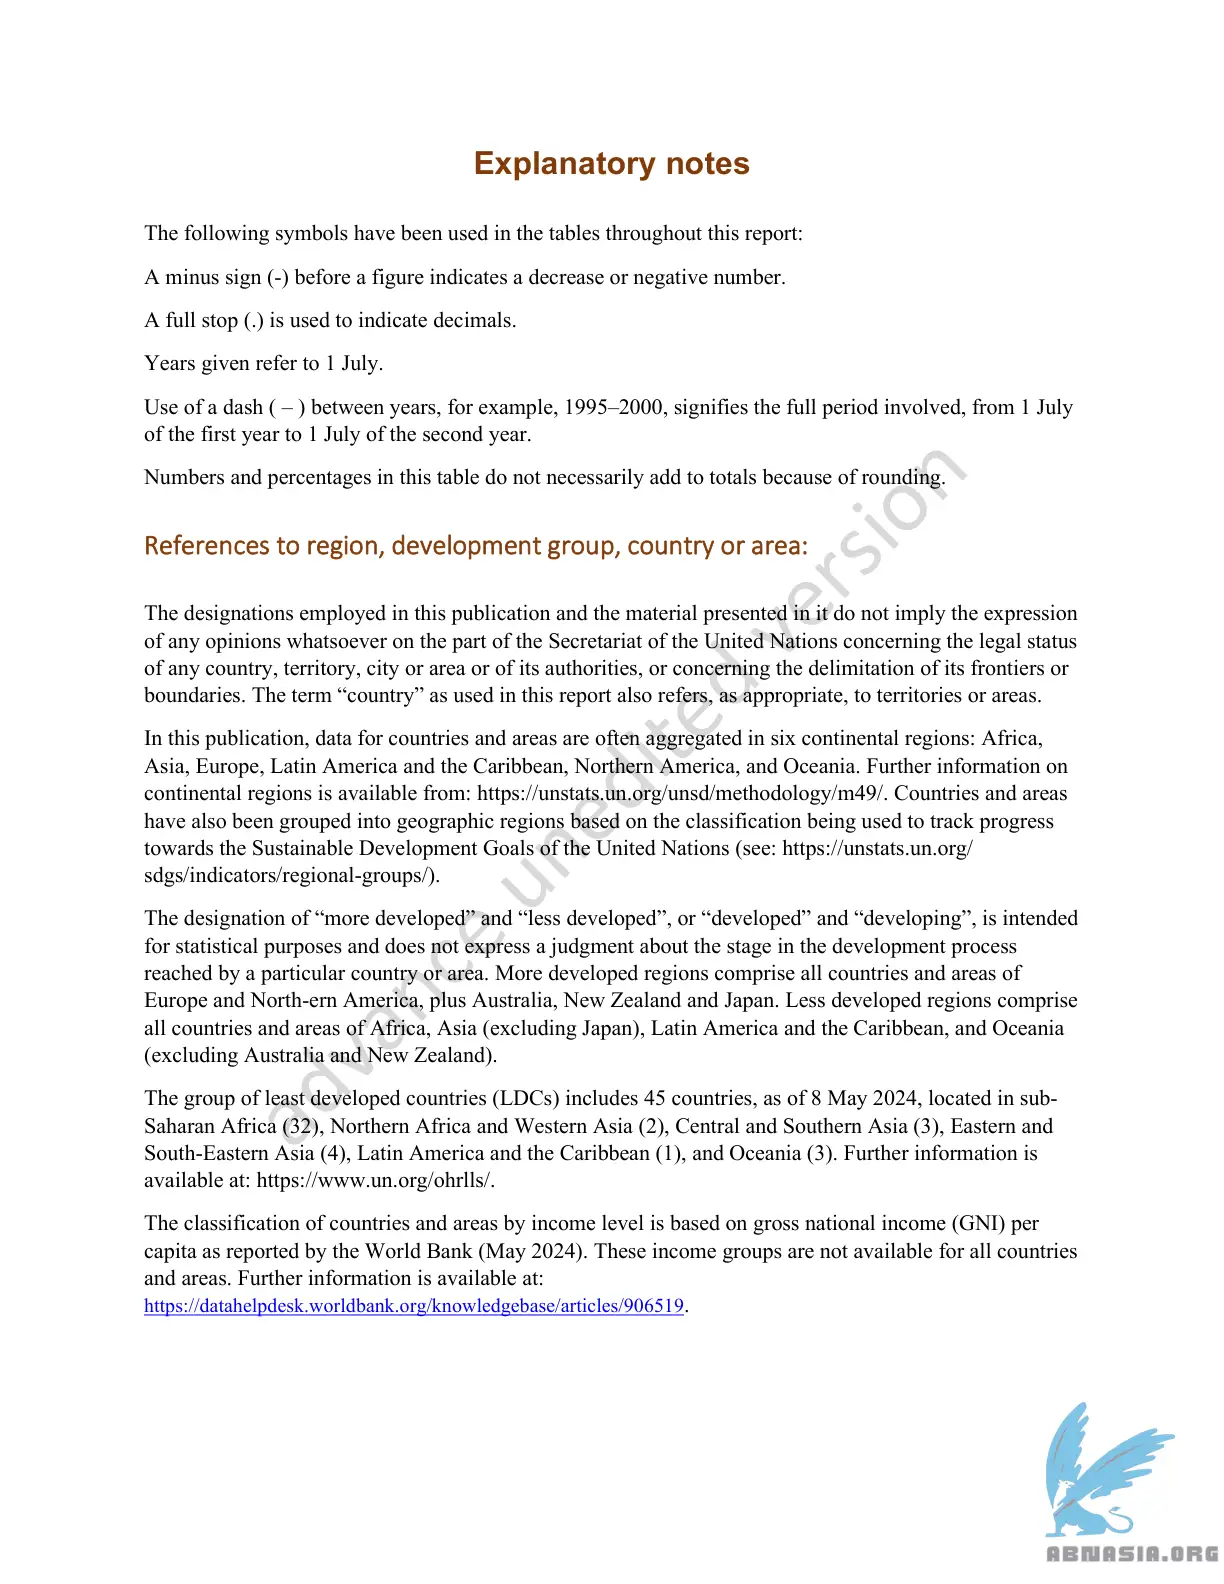 Explanatory notes
The following symbols have been used in the tables throughout this report:
A minus sign (-) before a figure indicates a decrease or negative number.
A full stop (.) is used to indicate decimals.
Years given refer to 1 July.
Use of a dash ( – ) between years, for example, 1995–2000, signifies the full period involved, from 1 July
of the first year to 1 July of the second year.
Numbers and percentages in this table do not necessarily add to totals because of rounding.
References to region, development group, country or area:
The designations employed in this publication and the material presented in it do not imply the expression
of any opinions whatsoever on the part of the Secretariat of the United Nations concerning the legal status
of any country, territory, city or area or of its authorities, or concerning the delimitation of its frontiers or
boundaries. The term “country” as used in this report also refers, as appropriate, to territories or areas.
In this publication, data for countries and areas are often aggregated in six continental regions: Africa,
Asia, Europe, Latin America and the Caribbean, Northern America, and Oceania. Further information on
continental regions is available from: https://unstats.un.org/unsd/methodology/m49/. Countries and areas
have also been grouped into geographic regions based on the classification being used to track progress
towards the Sustainable Development Goals of the United Nations (see: https://unstats.un.org/
sdgs/indicators/regional-groups/).
The designation of “more developed” and “less developed”, or “developed” and “developing”, is intended
for statistical purposes and does not express a judgment about the stage in the development process
reached by a particular country or area. More developed regions comprise all countries and areas of
Europe and North-ern America, plus Australia, New Zealand and Japan. Less developed regions comprise
all countries and areas of Africa, Asia (excluding Japan), Latin America and the Caribbean, and Oceania
(excluding Australia and New Zealand).
The group of least developed countries (LDCs) includes 45 countries, as of 8 May 2024, located in sub-
Saharan Africa (32), Northern Africa and Western Asia (2), Central and Southern Asia (3), Eastern and
South-Eastern Asia (4), Latin America and the Caribbean (1), and Oceania (3). Further information is
available at: https://www.un.org/ohrlls/.
The classification of countries and areas by income level is based on gross national income (GNI) per
capita as reported by the World Bank (May 2024). These income groups are not available for all countries
and areas. Further information is available at:
https://datahelpdesk.worldbank.org/knowledgebase/articles/906519.
advance unedited version
ABNASIA.ORG